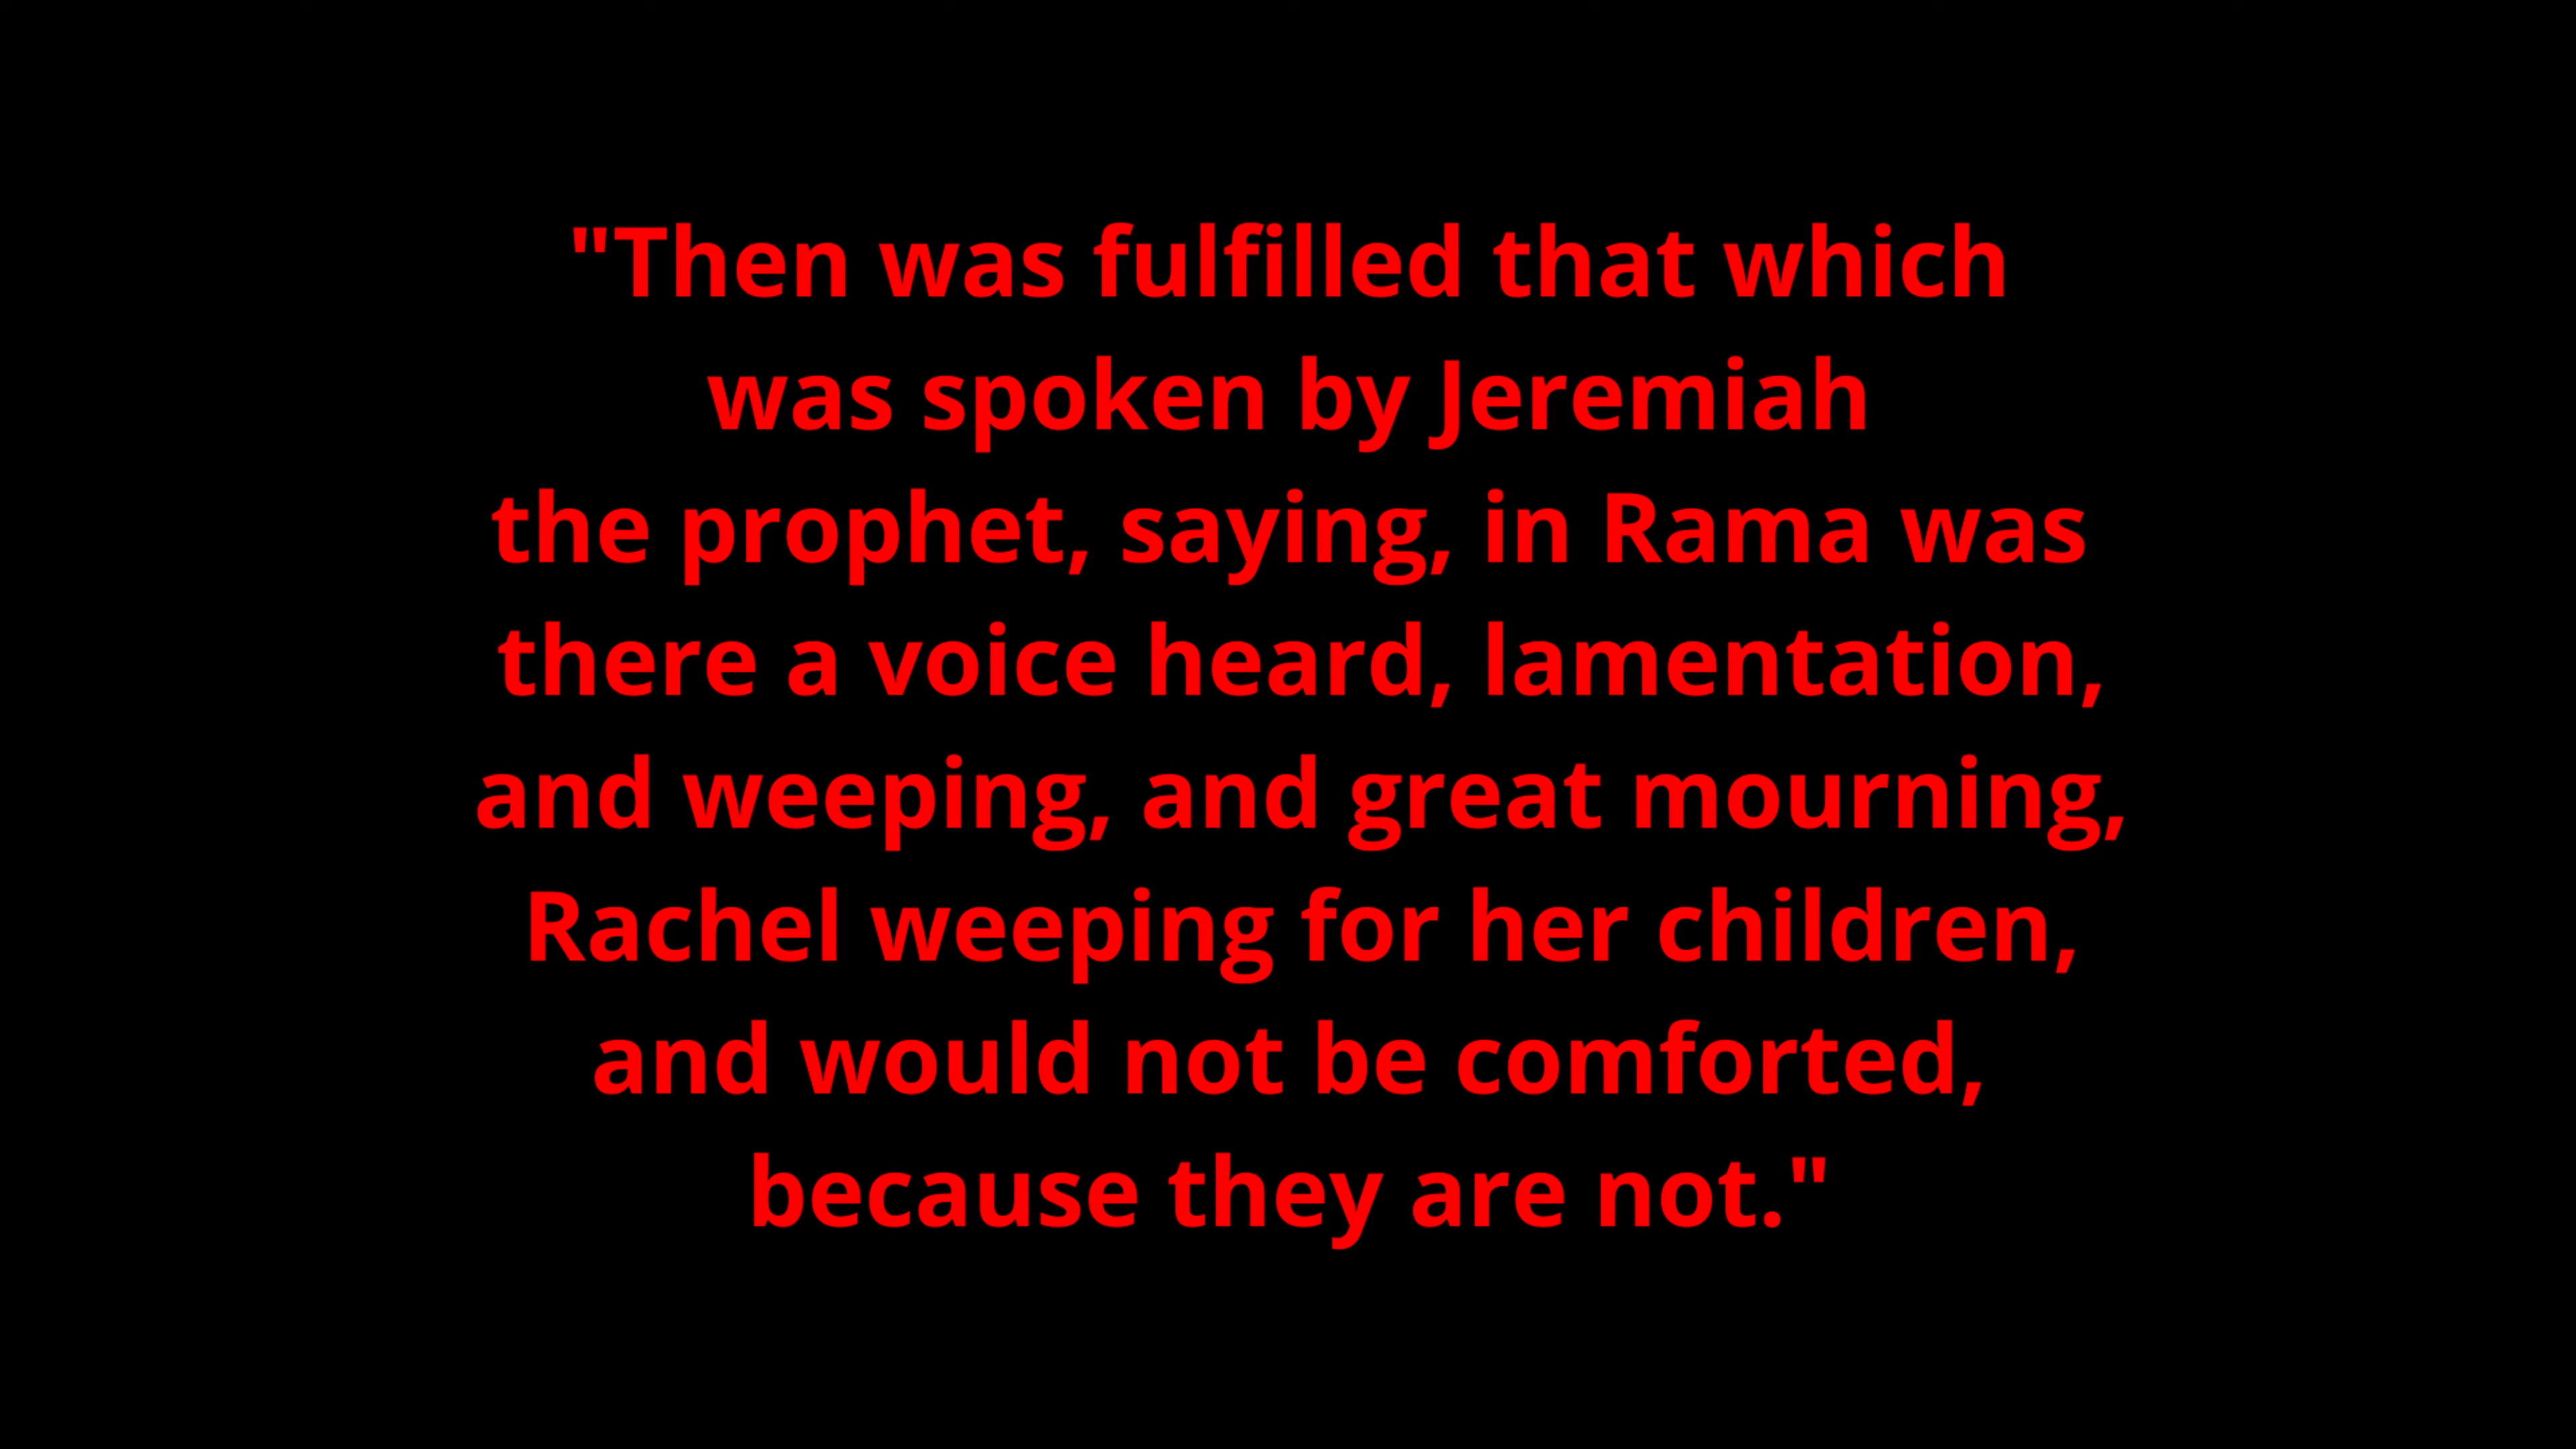 "Then was fulfilled that which
was spoken by Jeremiah
the prophet, saying, in Rama was
there a voice heard, lamentation,
and weeping, and great mourning,
Rachel weeping for her children,
and would not be comforted,
because they are not."